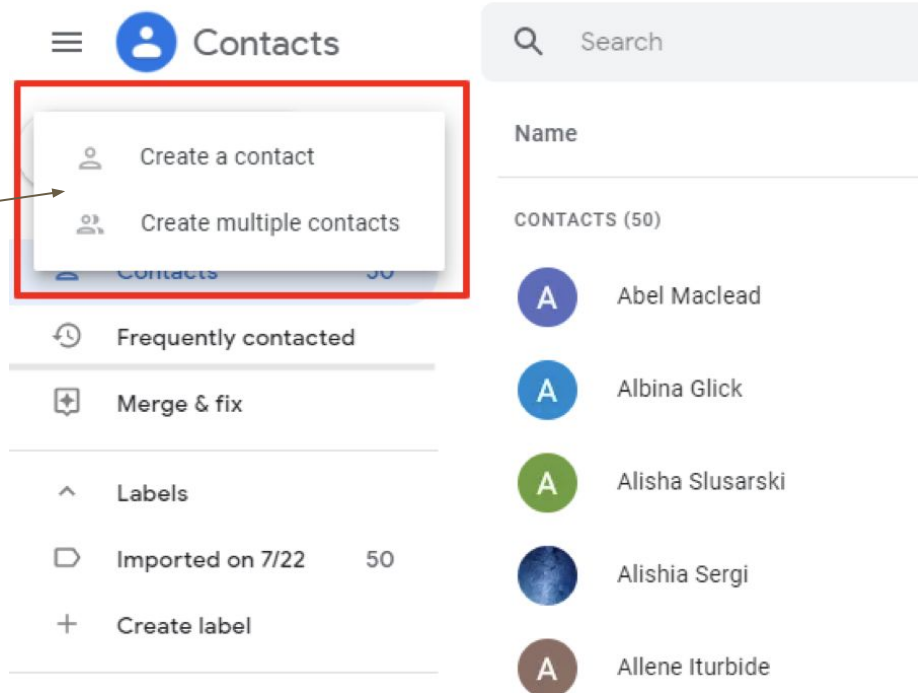 Contacts
Search
Create a contact
Create multiple contacts
Contacts 50
Frequently contacted
Merge & fix
Labels
Imported on 7/22 50
Create label
Name
CONTACTS (50)
A Abel Maclead
A Albina Glick
A Alisha Slusarski
Alishia Sergi
A Allene Iturbide